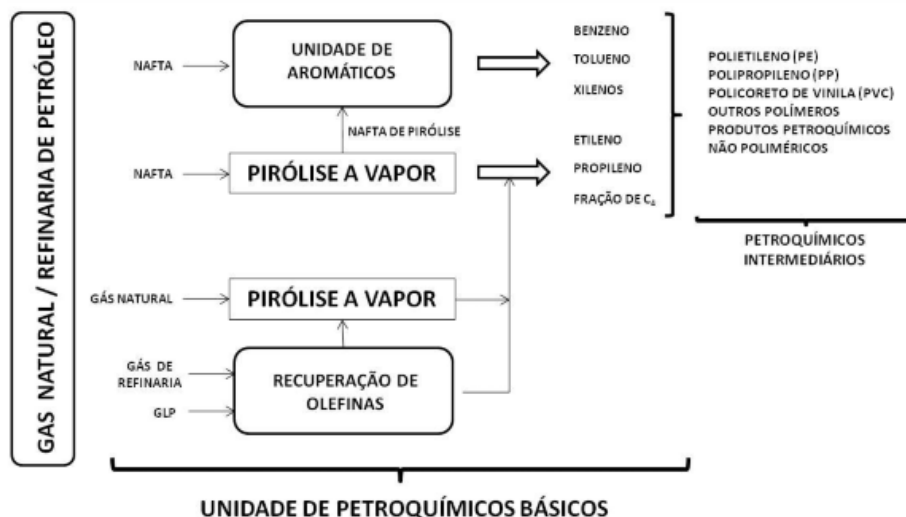 GAS NATURAL / REFINARIA DE PETRÓLEO
NAFTA
UNIDADE DE
AROMÁTICOS
BENZENO
TOLUENO
XILENOS
NAFTA DE PIRÓLISE
NAFTA
PIRÓLISE A VAPOR
ETILENO
PROPILENO
FRAÇÃO DE C₄
POLIETILENO (PE)
POLIPROPILENO (PP)
POLICORETO DE VINILA (PVC)
OUTROS POLÍMEROS
PRODUTOS PETROQUÍMICOS
NÃO POLIMÉRICOS
PETROQUÍMICOS
INTERMEDIÁRIOS
GÁS NATURAL
PIRÓLISE A VAPOR
GÁS DE
REFINARIA
GLP
RECUPERAÇÃO DE
OLEFINAS
UNIDADE DE PETROQUÍMICOS BÁSICOS